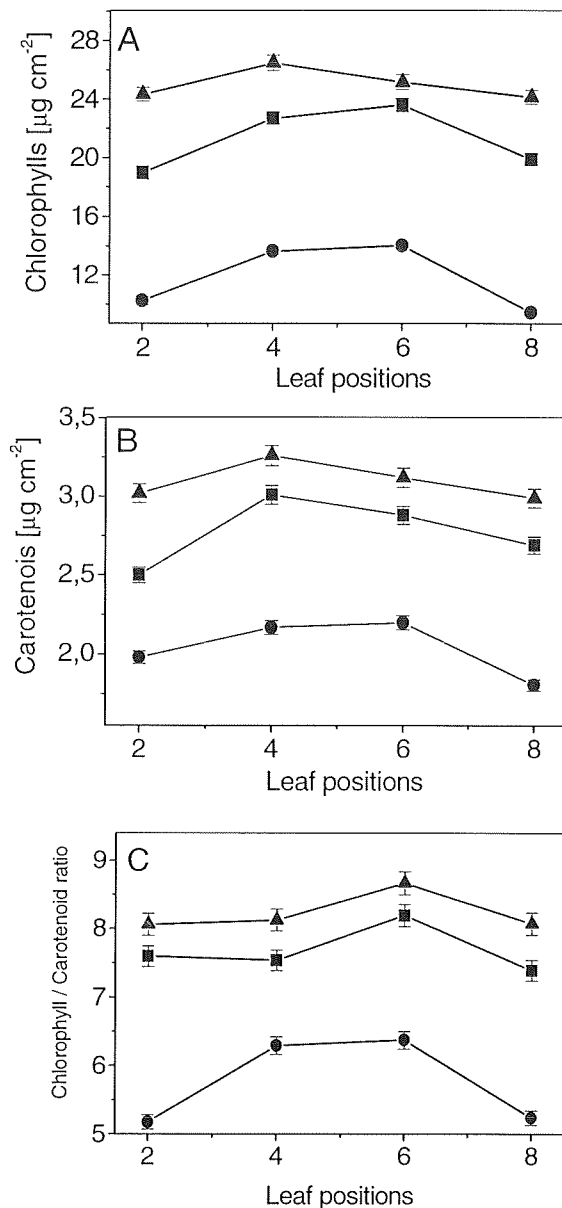 A
Chlorophylls [µg cm-2]
28
24
20
16
12
2 4 6 8
Leaf positions
B
Carotenois [µg cm-2]
3,5
3,0
2,5
2,0
2 4 6 8
Leaf positions
C
Chlorophyll / Carotenoid ratio
9
8
7
6
5
2 4 6 8
Leaf positions